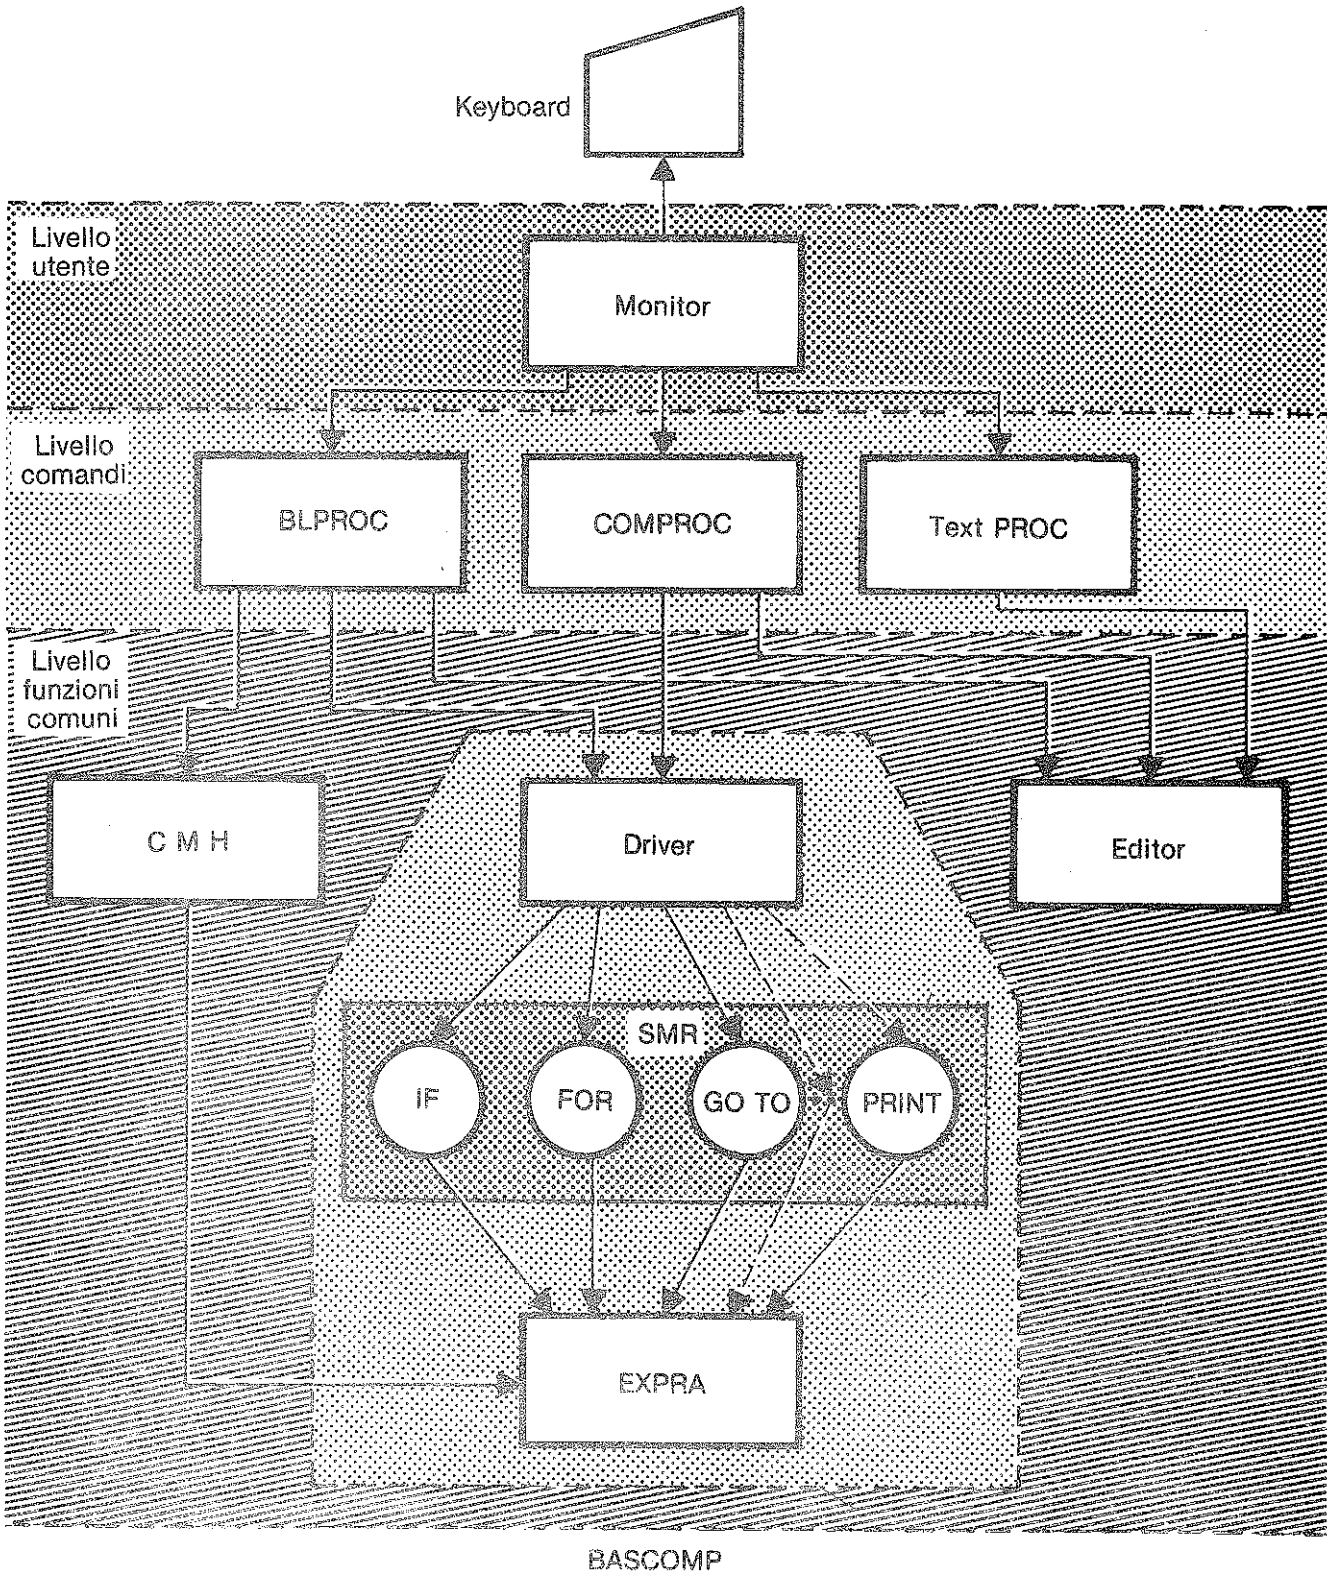 Keyboard
Livello
utente
Monitor
Livello
comandi
BLPROC
COMPROC
Text PROC
Livello
funzioni
comuni
C M H
Driver
Editor
SMR
IF
FOR
GO TO
PRINT
EXPRA
BASCOMP